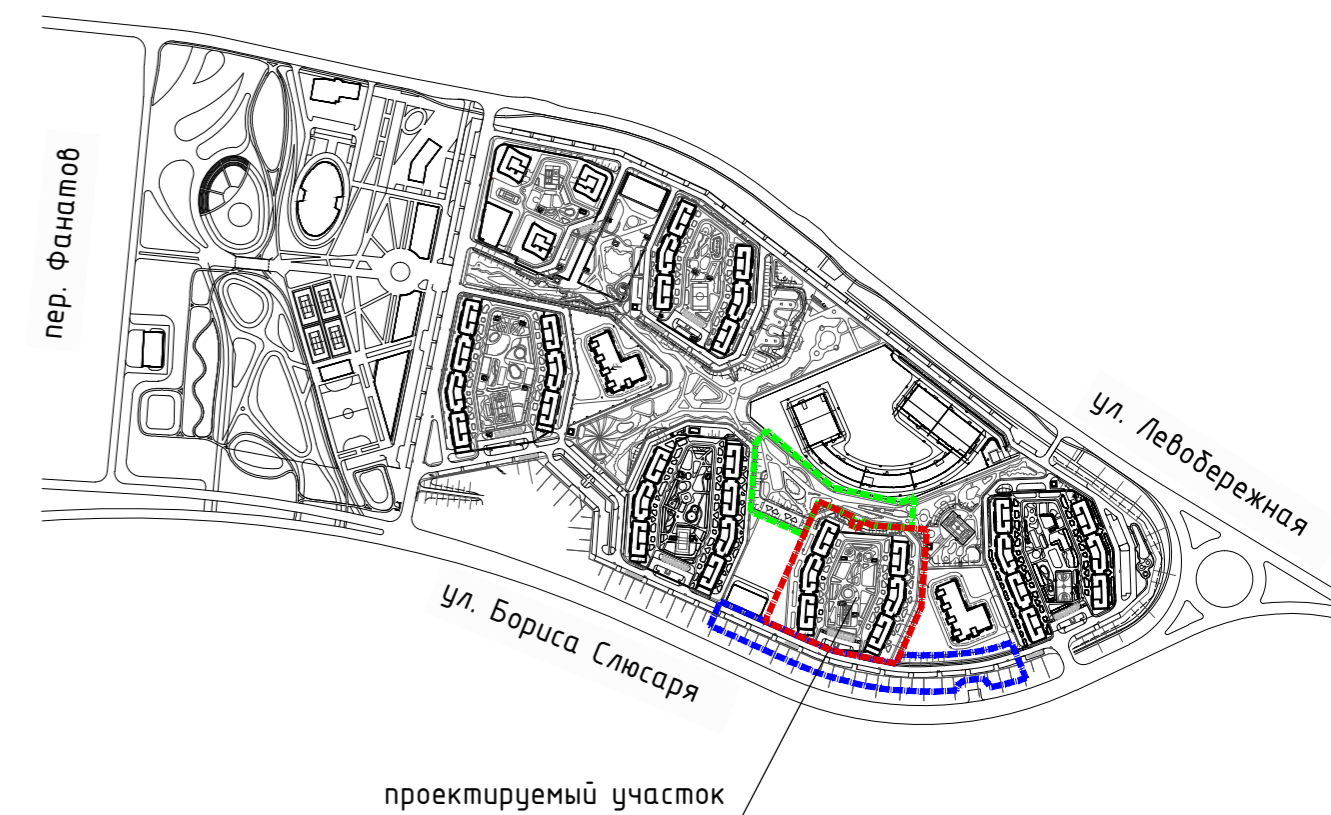 пер. Фанатов
ул. Левобережная
ул. Бориса Слюсаря
проектируемый участок